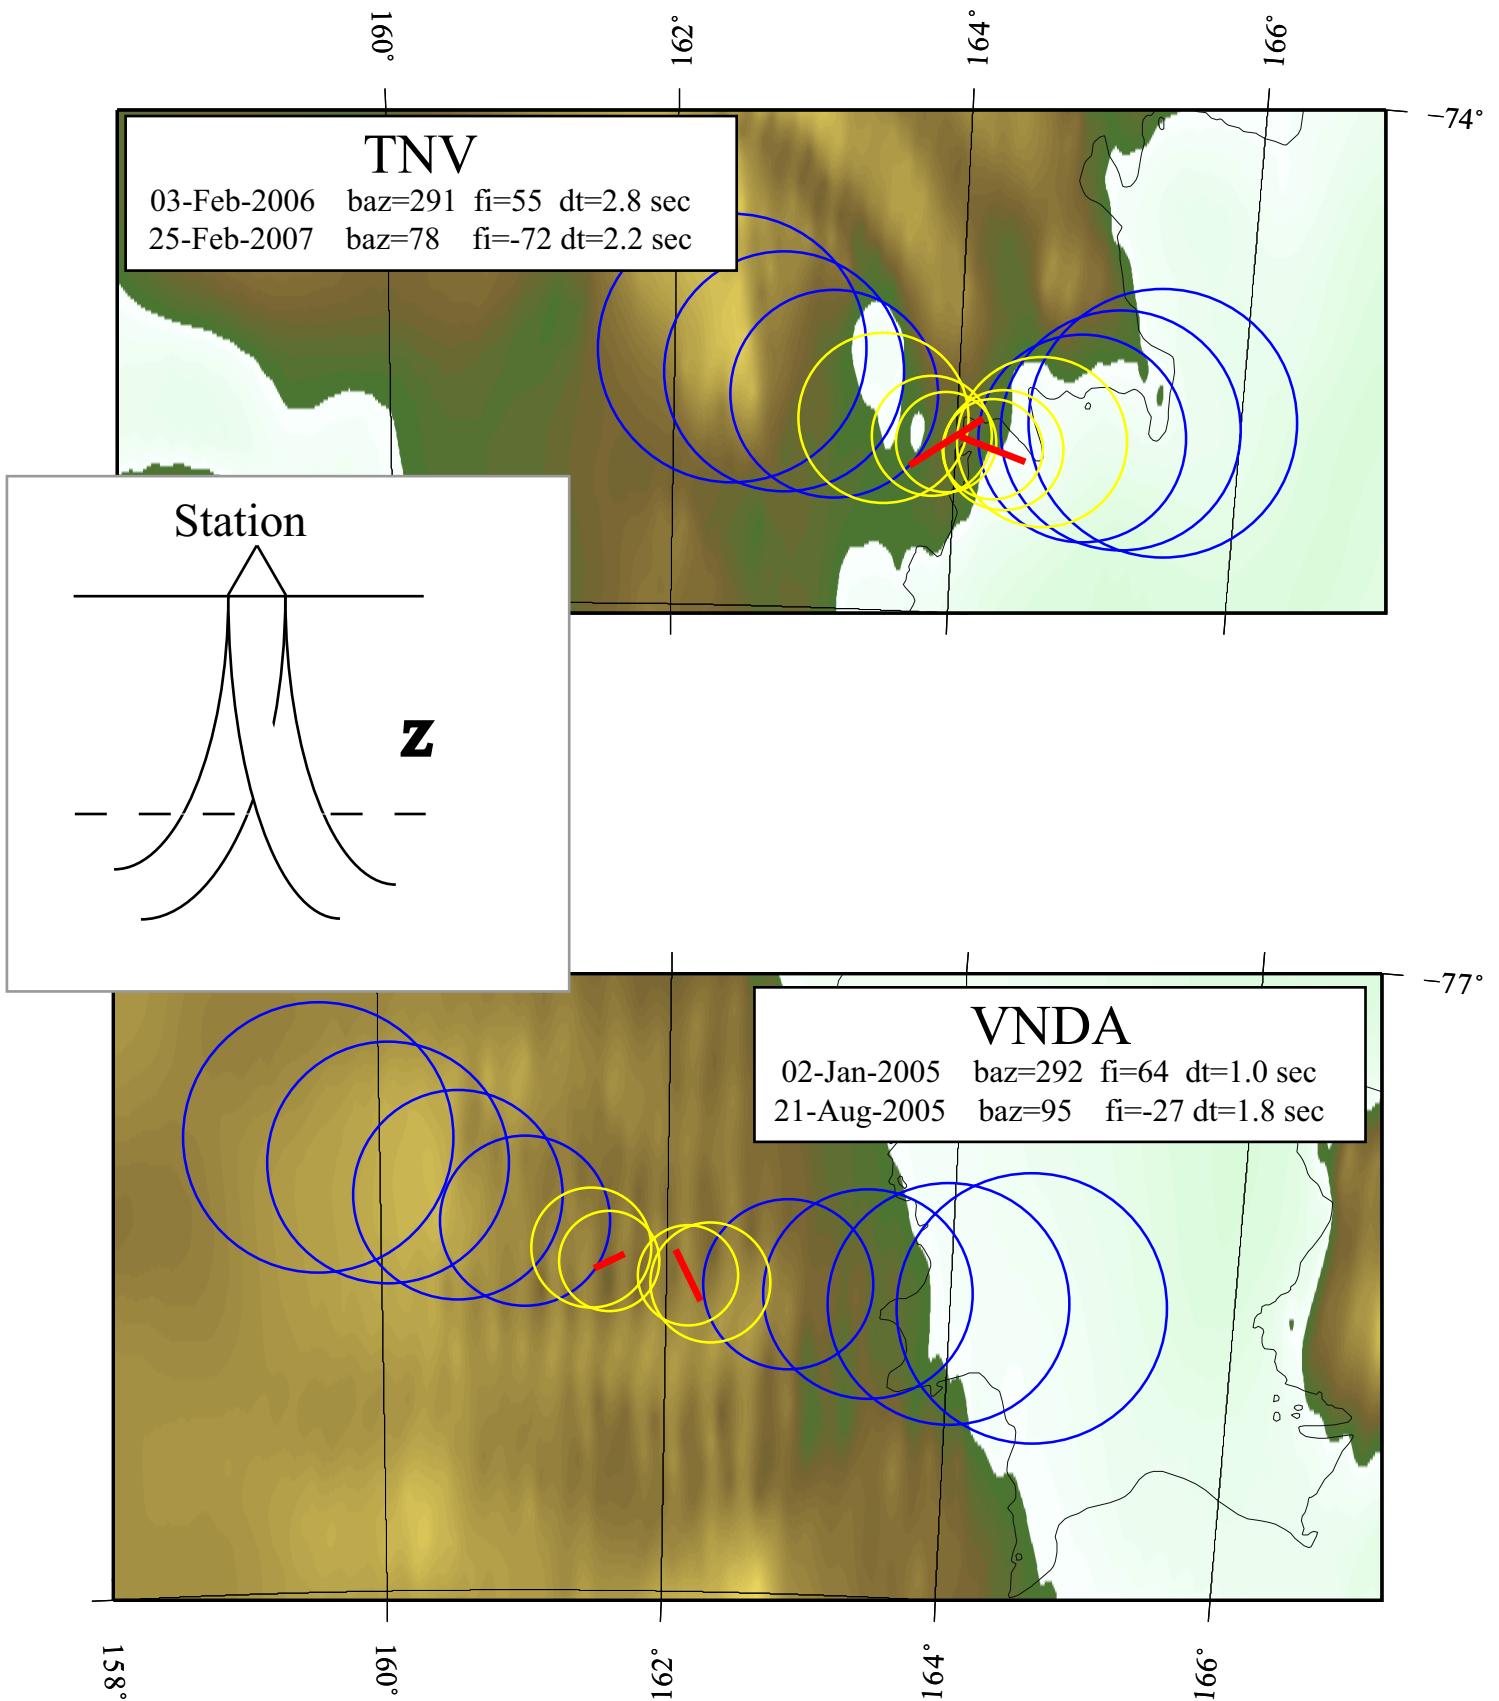 160°
162°
164°
166°
−74°
TNV
03-Feb-2006 baz=291 fi=55 dt=2.8 sec
25-Feb-2007 baz=78 fi=-72 dt=2.2 sec
Station
z
−77°
VNDA
02-Jan-2005 baz=292 fi=64 dt=1.0 sec
21-Aug-2005 baz=95 fi=-27 dt=1.8 sec
158°
160°
162°
164°
166°